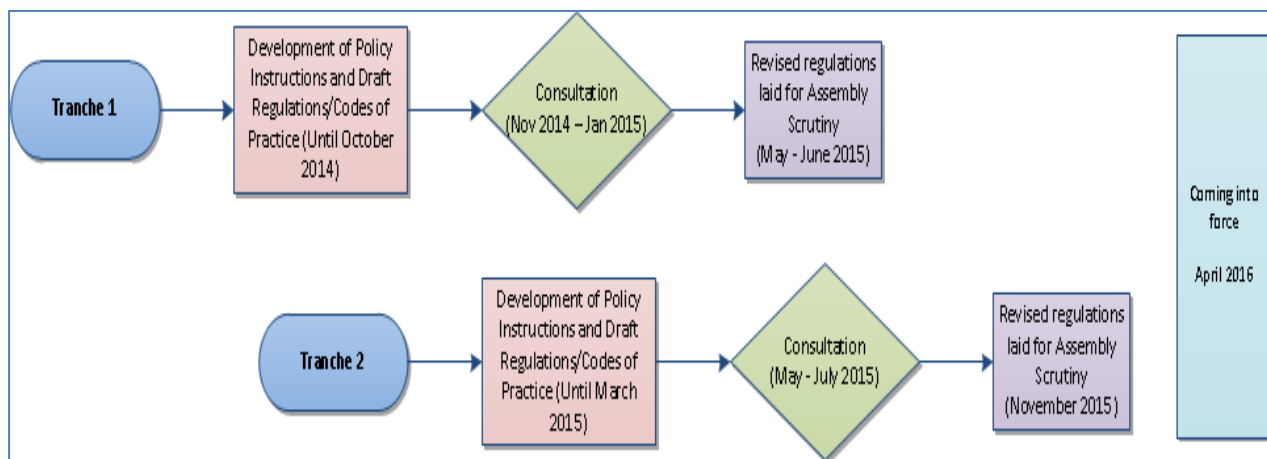 Tranche 1
Development of Policy
Instructions and Draft
Regulations/Codes of
Practice (Until October
2014)
Consultation
(Nov 2014 – Jan 2015)
Revised regulations
laid for Assembly
Scrutiny
(May - June 2015)
Coming into
force
April 2016
Tranche 2
Development of Policy
Instructions and Draft
Regulations/Codes of
Practice (Until March
2015)
Consultation
(May - July 2015)
Revised regulations
laid for Assembly
Scrutiny
(November 2015)